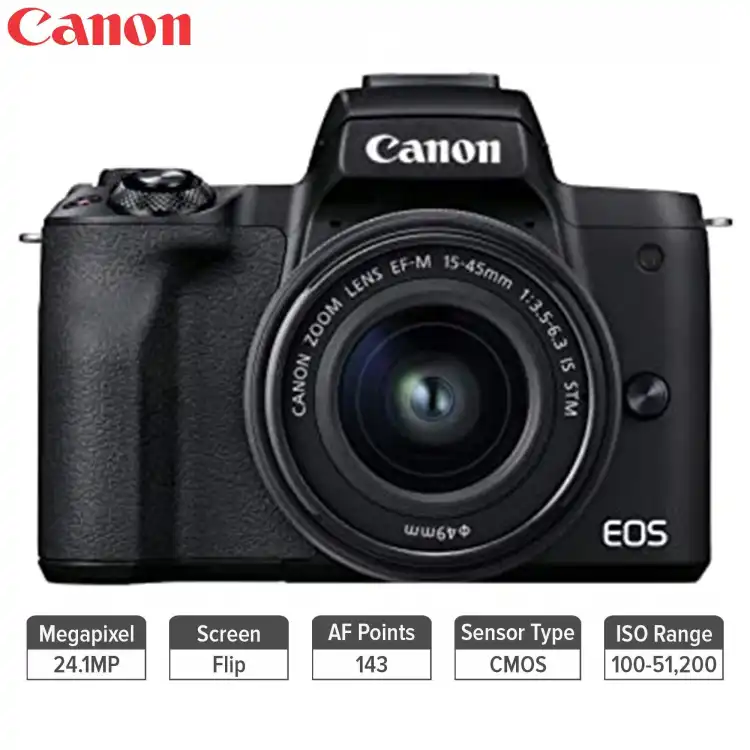 Canon
Canon
CANON ZOOM LENS EF-M 15-45mm 1:3.5-6.3 IS STM
Φ49mm
EOS
Megapixel
24.1MP
Screen
Flip
AF Points
143
Sensor Type
CMOS
ISO Range
100-51,200